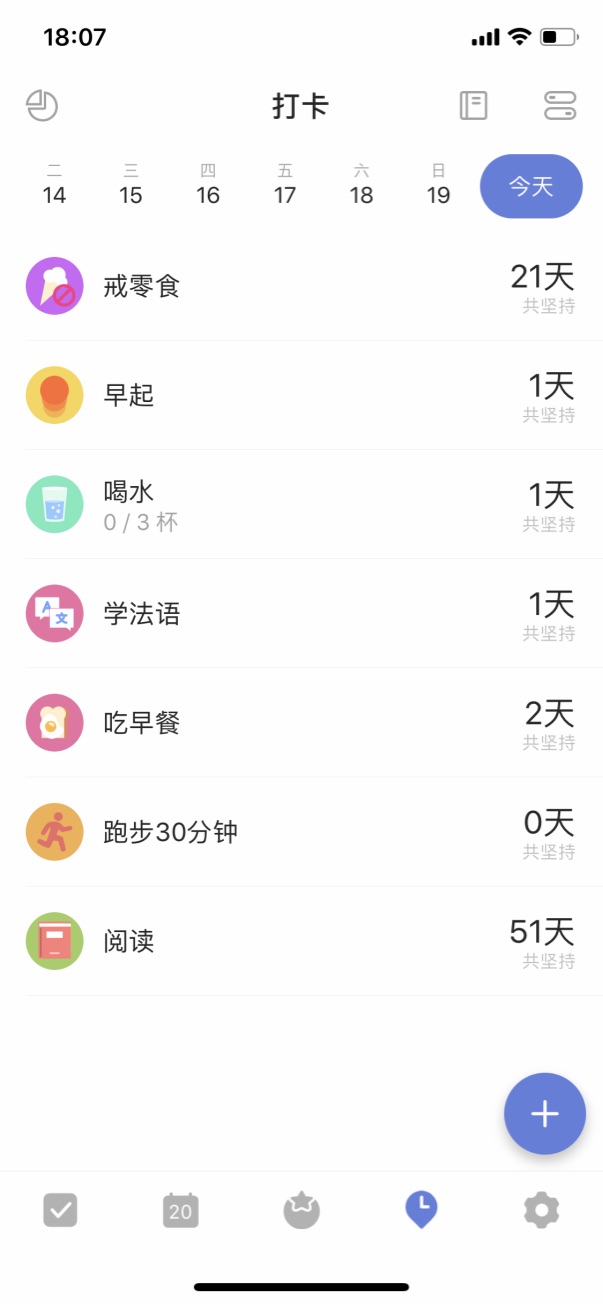 18:07
打卡
二 三 四 五 六 日
14 15 16 17 18 19 今天
戒零食 21天
共坚持
早起 1天
共坚持
喝水 1天
0 / 3 杯 共坚持
学法语 1天
共坚持
A 文
吃早餐 2天
共坚持
跑步30分钟 0天
共坚持
阅读 51天
共坚持
20